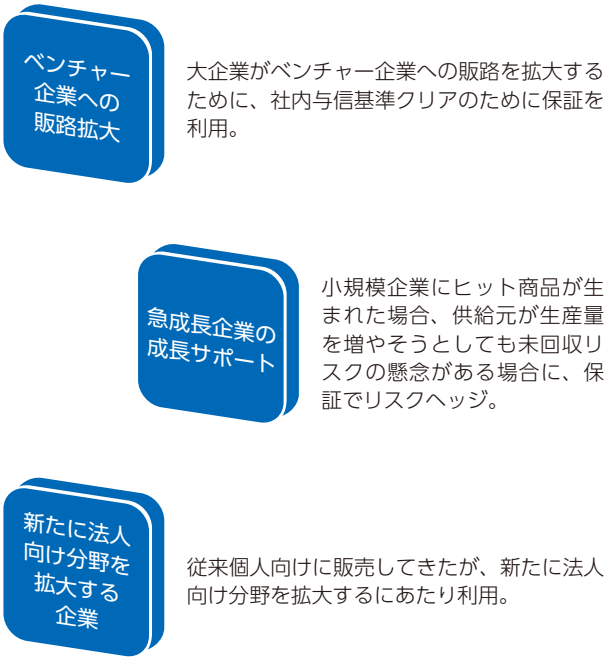 ベンチャー
企業への
販路拡大
大企業がベンチャー企業への販路を拡大する
ために、社内与信基準クリアのために保証を
利用。
急成長企業の
成長サポート
小規模企業にヒット商品が生
まれた場合、供給元が生産量
を増やそうとしても未回収リ
スクの懸念がある場合に、保
証でリスクヘッジ。
新たに法人
向け分野を
拡大する
企業
従来個人向けに販売してきたが、新たに法人
向け分野を拡大するにあたり利用。